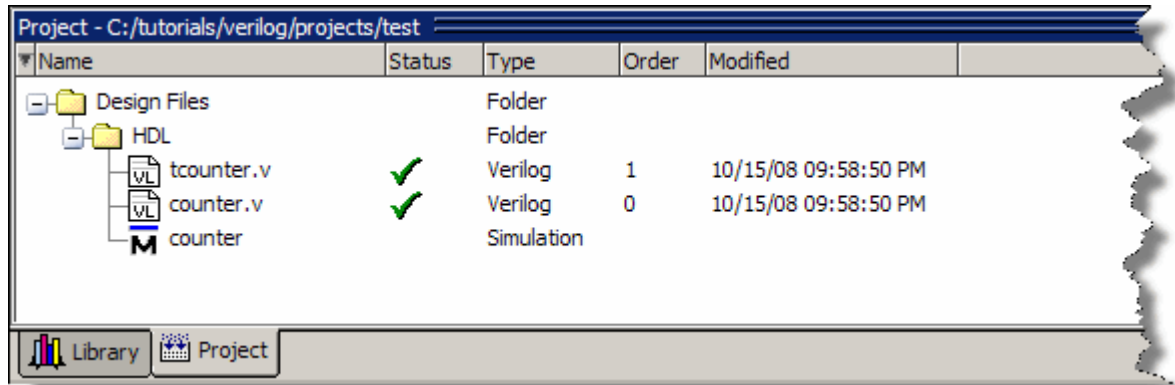 Project - C:/tutorials/verilog/projects/test
Name Status Type Order Modified
Design Files Folder
HDL Folder
VL tcounter.v Verilog 1 10/15/08 09:58:50 PM
VL counter.v Verilog 0 10/15/08 09:58:50 PM
M counter Simulation
Library Project